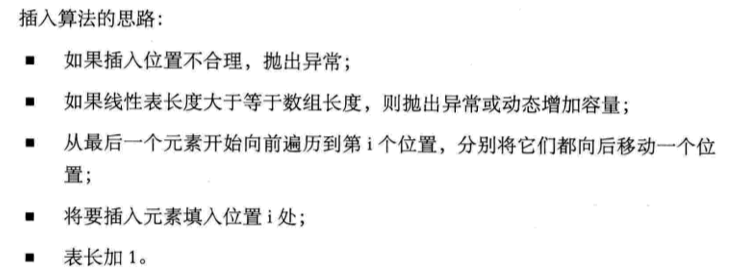 插入算法的思路:
■ 如果插入位置不合理，抛出异常；
■ 如果线性表长度大于等于数组长度，则抛出异常或动态增加容量；
■ 从最后一个元素开始向前遍历到第 i 个位置，分别将它们都向后移动一个位
置；
■ 将要插入元素填入位置 i 处；
■ 表长加 1。